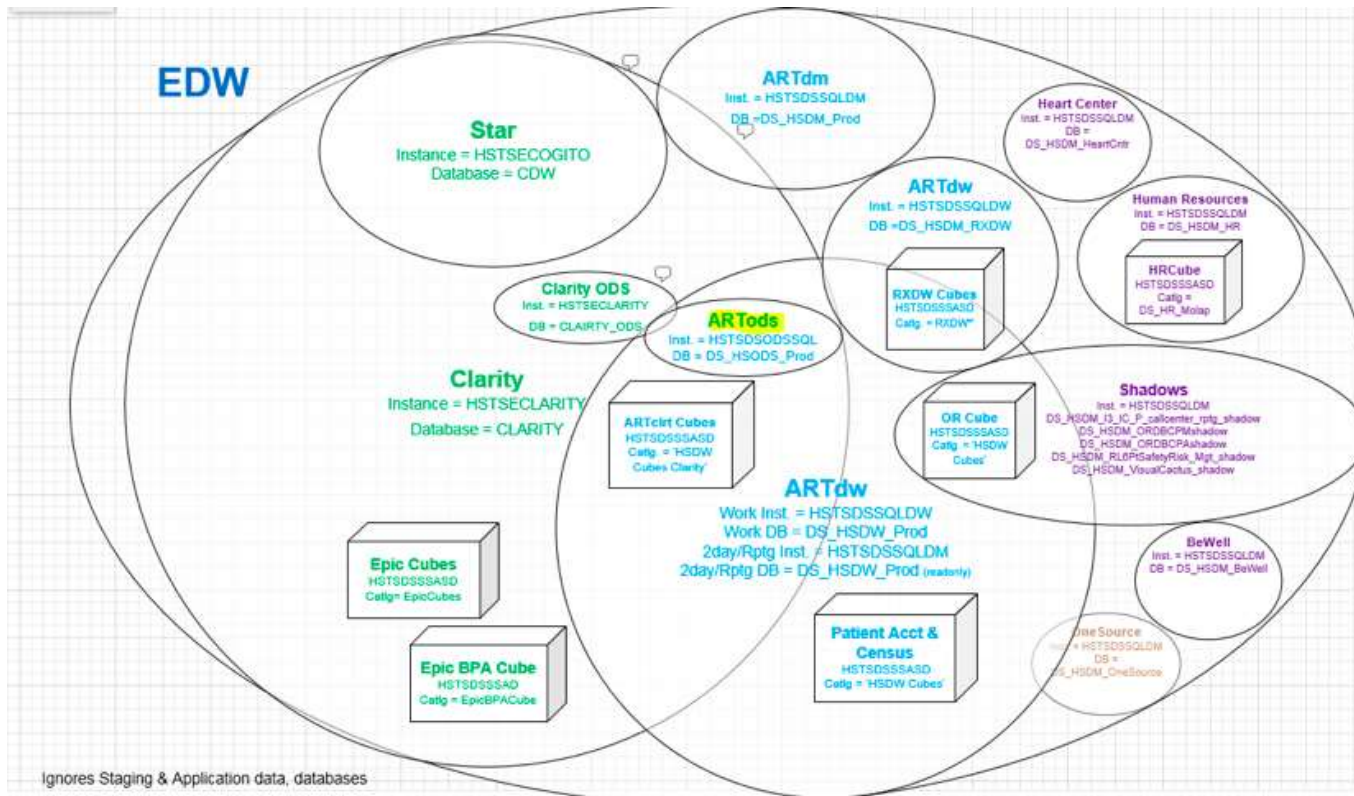 EDW
Star
Instance = HSTSECOGITO
Database = CDW
ARTdm
Inst. = HSTSDSSQLDM
DB =DS_HSDM_Prod
Heart Center
Inst. = HSTSDSSQLDM
DB =
DS_HSDM_HeartCntr
ARTdw
Inst. = HSTSDSSQLDW
DB =DS_HSDM_RXDW
RXDW Cubes
HSTSDSSSASD
Catlg. = RXDW"
Human Resources
Inst. = HSTSDSSQLDM
DB = DS_HSDM_HR
HRCube
HSTSDSSSASD
Catlg =
DS_HR_Molap
Clarity ODS
Inst. = HSTSECLARITY
DB = CLAIRTY_ODS
ARTods
Inst. = HSTSDSODSSQL
DB = DS_HSODS_Prod
Clarity
Instance = HSTSECLARITY
Database = CLARITY
ARTclrt Cubes
HSTSDSSSASD
Catlg. = 'HSDW
Cubes Clarity'
OR Cube
HSTSDSSSASD
Catlg = 'HSDW
Cubes'
Shadows
Inst. = HSTSDSSQLDM
DS_HSDM_I3_IC_P_callcenter_rptg_shadow
DS_HSDM_ORDBCPMshadow
DS_HSDM_ORDBCPAshadow
DS_HSDM_RL6PtSafetyRisk_Mgt_shadow
DS_HSDM_VisualCactus_shadow
ARTdw
Work Inst. = HSTSDSSQLDW
Work DB = DS_HSDW_Prod
2day/Rptg Inst. = HSTSDSSQLDM
2day/Rptg DB = DS_HSDW_Prod (readonly)
Epic Cubes
HSTSDSSSASD
Catlg= EpicCubes
Epic BPA Cube
HSTSDSSSAD
Catlg = EpicBPACube
Patient Acct &
Census
HSTSDSSSASD
Catlg = 'HSDW Cubes'
BeWell
Inst. = HSTSDSSQLDM
DB = DS_HSDM_BeWell
OneSource
= HSTSDSSQLDM
DB =
DS_HSDM_OneSource
Ignores Staging & Application data, databases